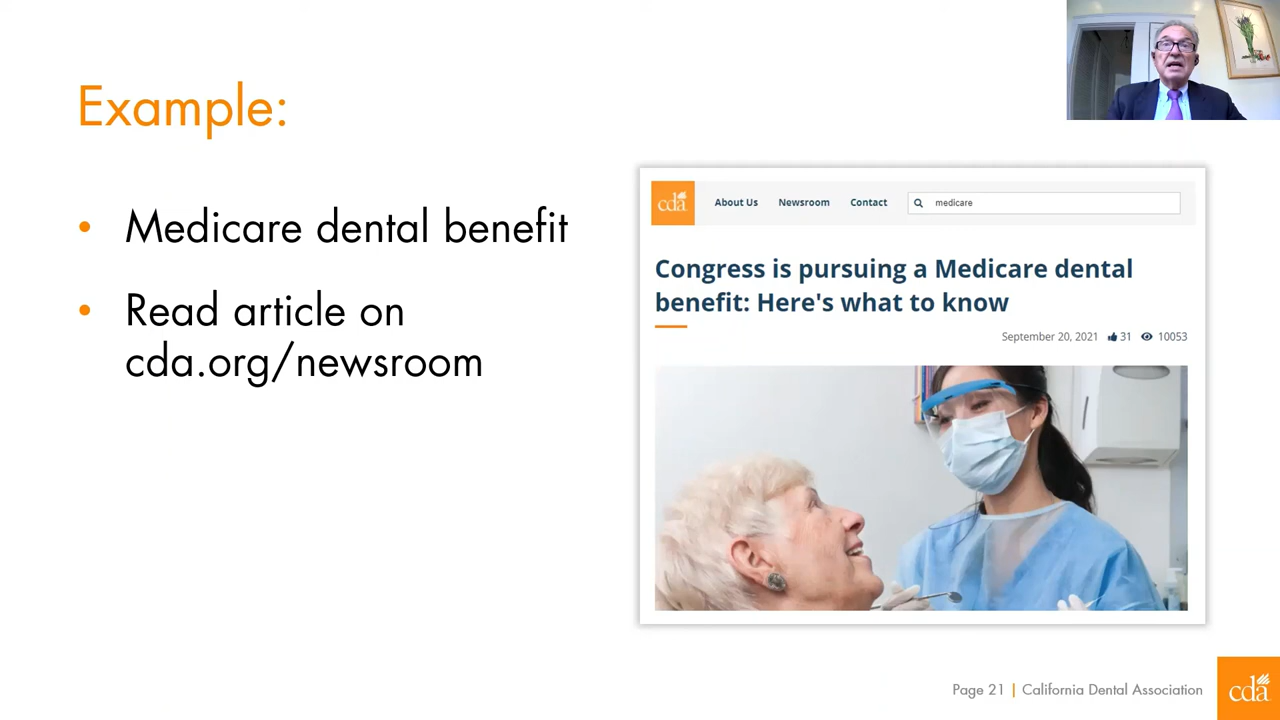 Example:
• Medicare dental benefit
• Read article on
cda.org/newsroom
cda
About Us Newsroom Contact medicare
Congress is pursuing a Medicare dental
benefit: Here's what to know
September 20, 2021 31 10053
Page 21 | California Dental Association
cda